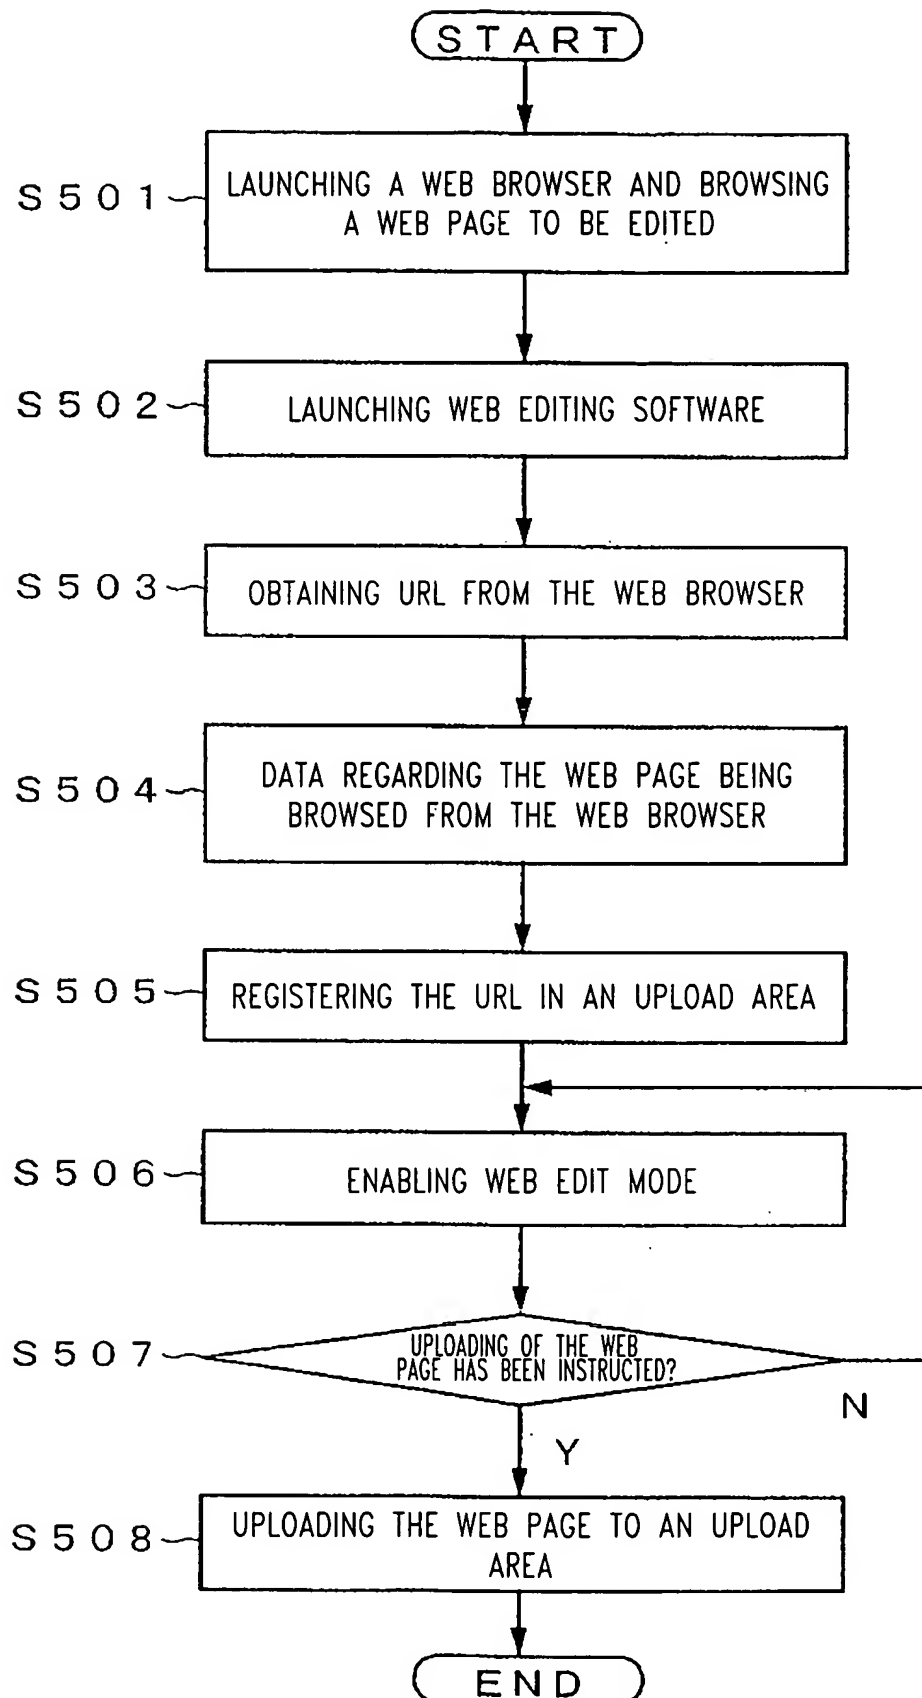 START
S501
LAUNCHING A WEB BROWSER AND BROWSING
A WEB PAGE TO BE EDITED
S502
LAUNCHING WEB EDITING SOFTWARE
S503
OBTAINING URL FROM THE WEB BROWSER
S504
DATA REGARDING THE WEB PAGE BEING
BROWSED FROM THE WEB BROWSER
S505
REGISTERING THE URL IN AN UPLOAD AREA
S506
ENABLING WEB EDIT MODE
S507
UPLOADING OF THE WEB
PAGE HAS BEEN INSTRUCTED?
N
Y
S508
UPLOADING THE WEB PAGE TO AN UPLOAD
AREA
END